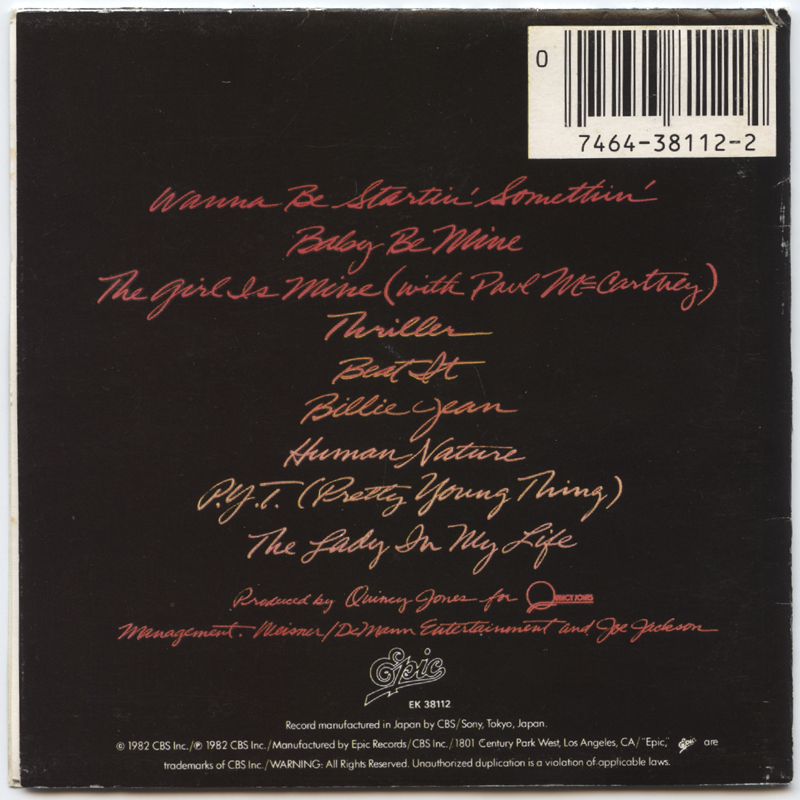 0
7464-38112-2
Wanna Be Startin' Somethin'
Baby Be Mine
The Girl Is Mine (with Paul McCartney)
Thriller
Beat It
Billie Jean
Human Nature
P.Y.T. (Pretty Young Thing)
The Lady In My Life
Produced by Quincy Jones for QUINCY JONES
Management. Weisner/DeMann Entertainment and Joe Jackson
Epic
EK 38112
Record manufactured in Japan by CBS/Sony, Tokyo, Japan.
© 1982 CBS Inc./℗ 1982 CBS Inc./Manufactured by Epic Records/CBS Inc./1801 Century Park West, Los Angeles, CA/"Epic," Epic are
trademarks of CBS Inc./WARNING: All Rights Reserved. Unauthorized duplication is a violation of applicable laws.